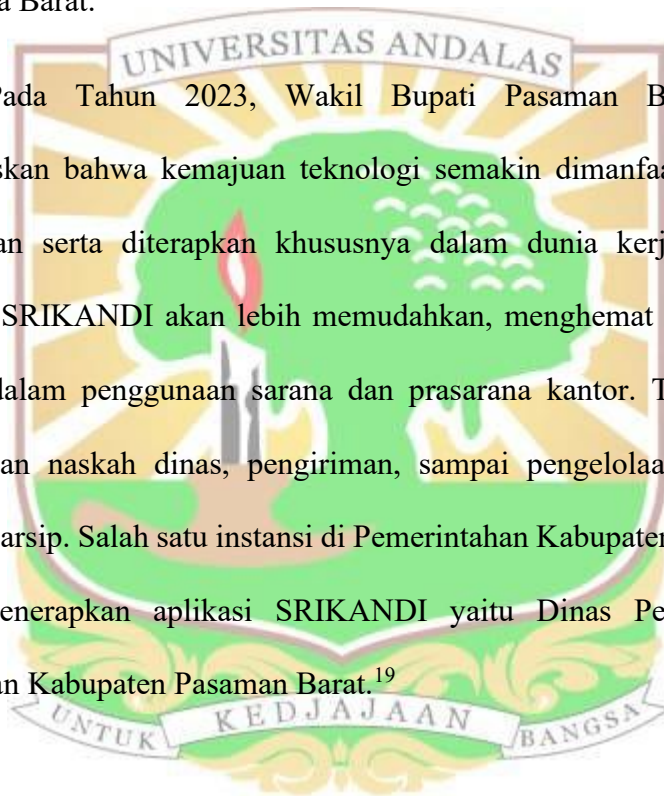 a Barat.
UNIVERSITAS ANDALAS
Pada Tahun 2023, Wakil Bupati Pasaman B
skan bahwa kemajuan teknologi semakin dimanfaa
an serta diterapkan khususnya dalam dunia kerj
SRIKANDI akan lebih memudahkan, menghemat
dalam penggunaan sarana dan prasarana kantor. T
an naskah dinas, pengiriman, sampai pengelolaa
arsip. Salah satu instansi di Pemerintahan Kabupaten
enerapkan aplikasi SRIKANDI yaitu Dinas Pe
an Kabupaten Pasaman Barat.19
UNTUK KEDJAJAAN BANGSA